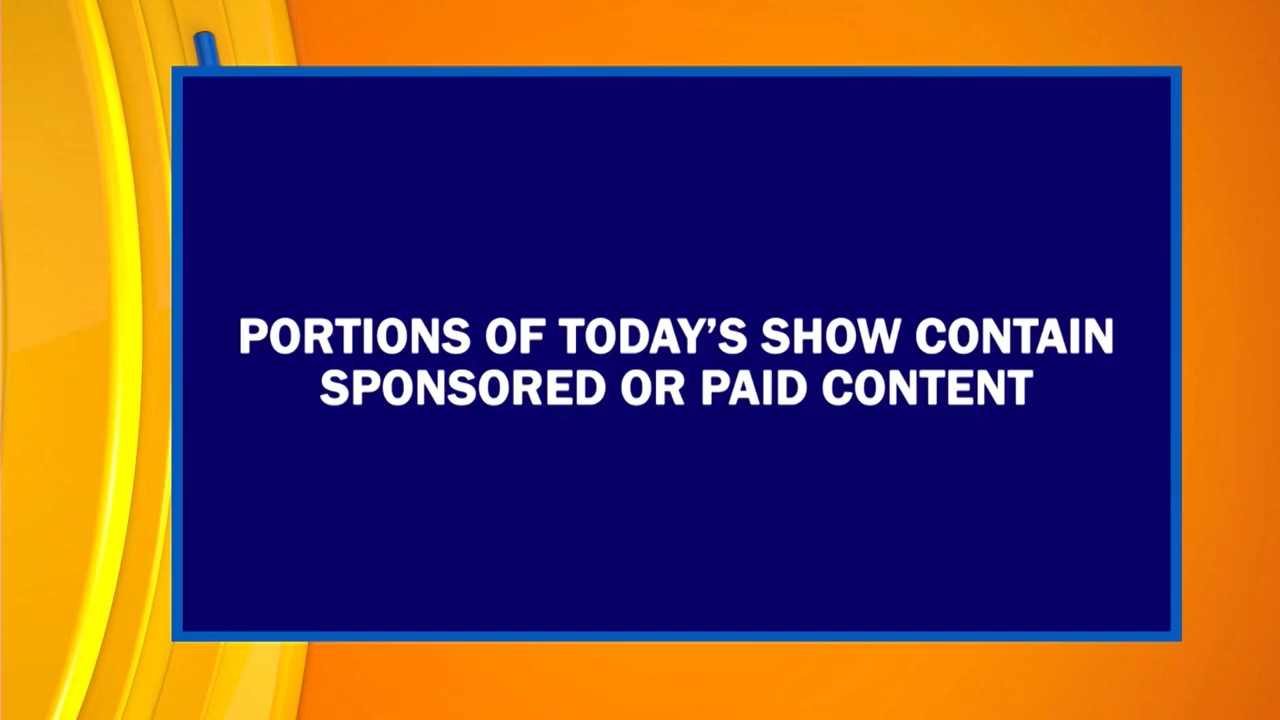 PORTIONS OF TODAY’S SHOW CONTAIN
SPONSORED OR PAID CONTENT